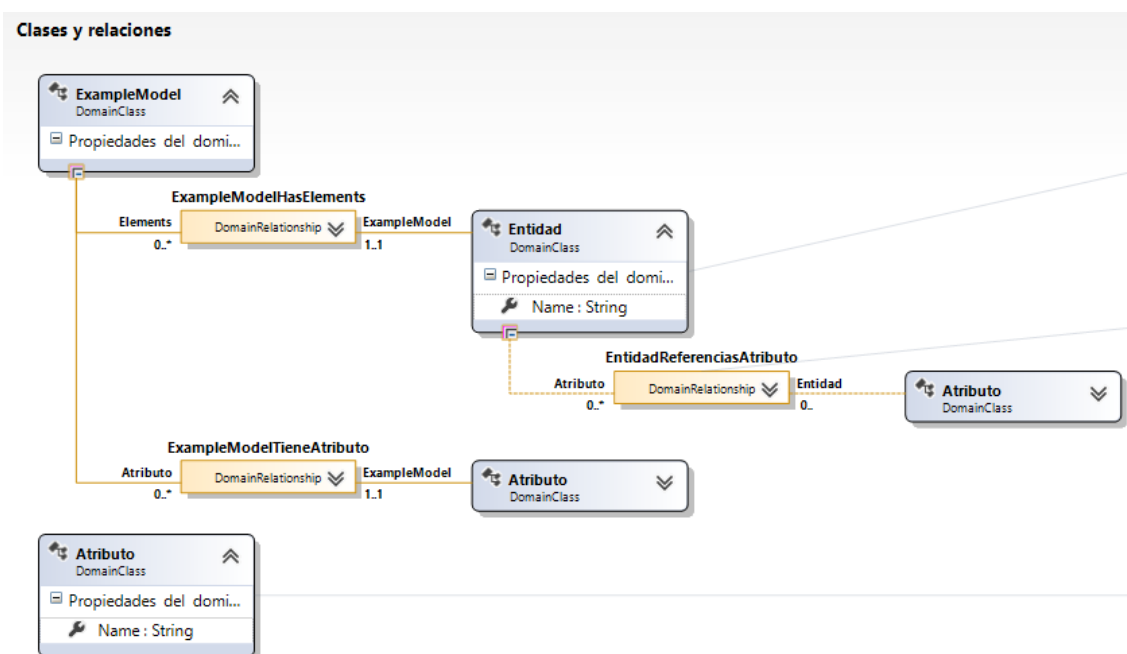 Clases y relaciones
ExampleModel
DomainClass
Propiedades del domi...
ExampleModelHasElements
Elements
DomainRelationship
ExampleModel
0..*
1..1
Entidad
DomainClass
Propiedades del domi...
Name : String
EntidadReferenciasAtributo
Atributo
DomainRelationship
Entidad
0..*
0..
Atributo
DomainClass
ExampleModelTieneAtributo
Atributo
DomainRelationship
ExampleModel
0..*
1..1
Atributo
DomainClass
Atributo
DomainClass
Propiedades del domi...
Name : String